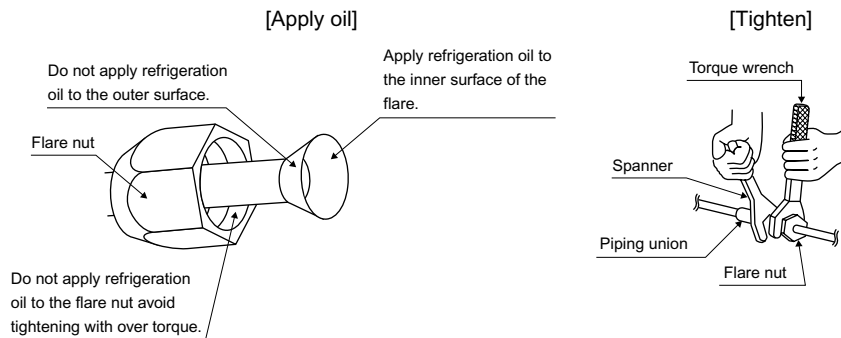 [Apply oil]
Do not apply refrigeration
oil to the outer surface.
Apply refrigeration oil to
the inner surface of the
flare.
Flare nut
Do not apply refrigeration
oil to the flare nut avoid
tightening with over torque.
[Tighten]
Torque wrench
Spanner
Piping union
Flare nut